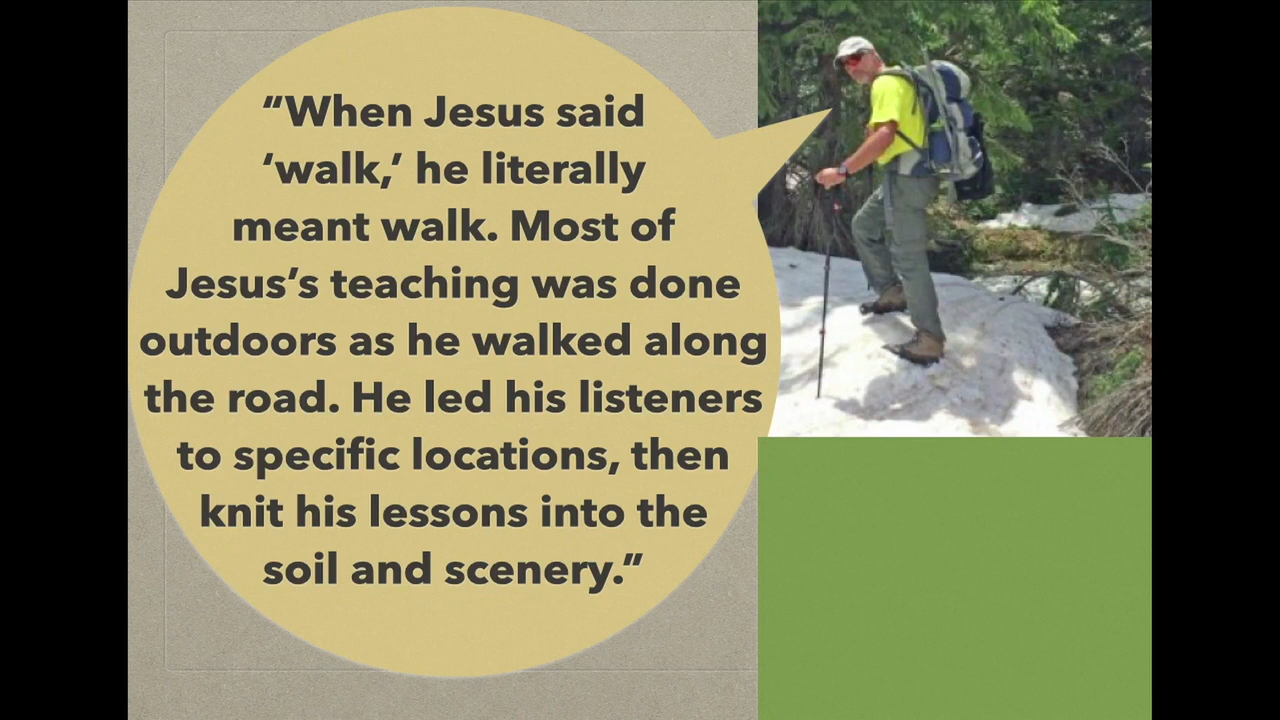 “When Jesus said
‘walk,’ he literally
meant walk. Most of
Jesus’s teaching was done
outdoors as he walked along
the road. He led his listeners
to specific locations, then
knit his lessons into the
soil and scenery.”